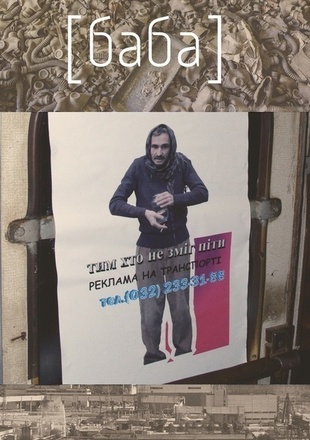 [баба]
ТИМ ХТО не зміг піти
РЕКЛАМА НА ТРАНСПОРТІ
тел.(032) 233-31-55